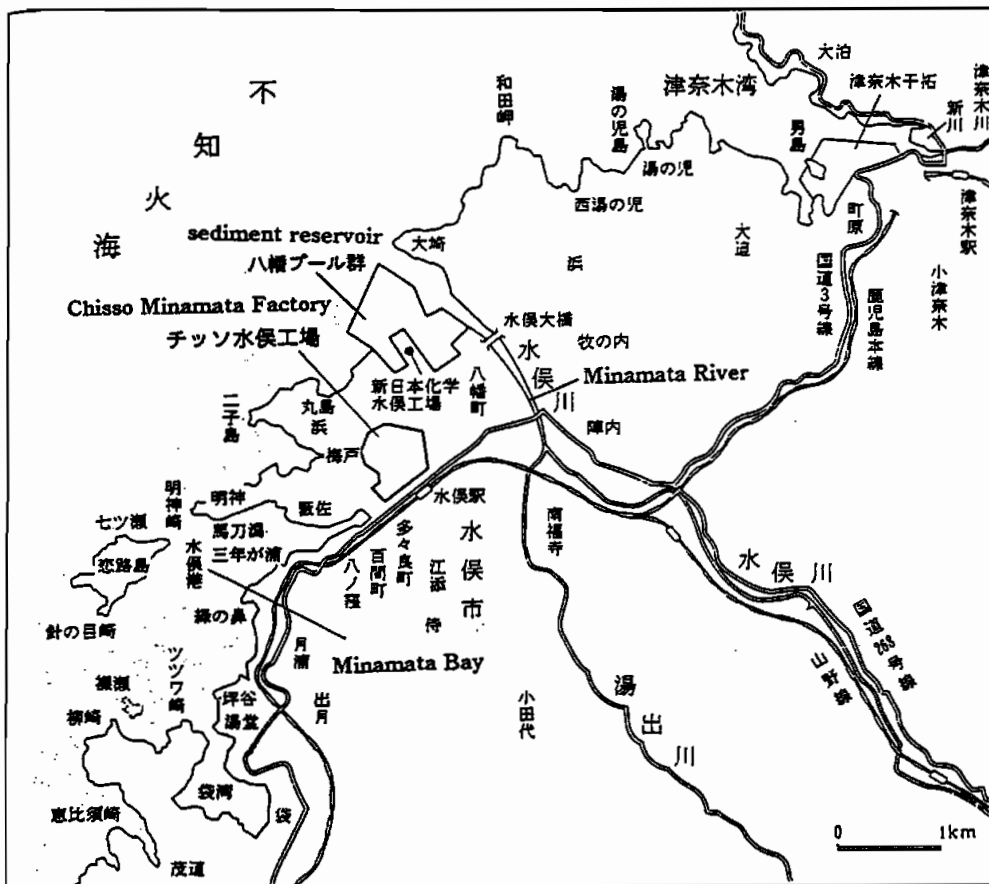 不知火海
和田岬
湯の児島
津奈木湾
大泊
津奈木干拓
新川
津奈木川
男島
湯の児
西湯の児
津奈木駅
町原
大迫
浜
小津奈木
国道3号線
鹿児島本線
大崎
sediment reservoir
八幡プール群
Chisso Minamata Factory
チッソ水俣工場
水俣大橋
牧の内
水俣川
Minamata River
新日本化学
水俣工場
八幡町
丸島
浜
二子島
梅戸
陣内
明神崎
明神
水俣駅
七ツ瀬
馬刀潟
三年が浦
水俣港
恋路島
多々良町
百間町
八ノ窪
江添
侍
水俣市
南福寺
水俣川
国道268号線
山野線
針の目崎
緑の鼻
Minamata Bay
月浦
出月
ツツワ崎
柳崎
坪谷
湯堂
小田代
湯出川
袋湾
袋
恵比須崎
茂道
0 1km